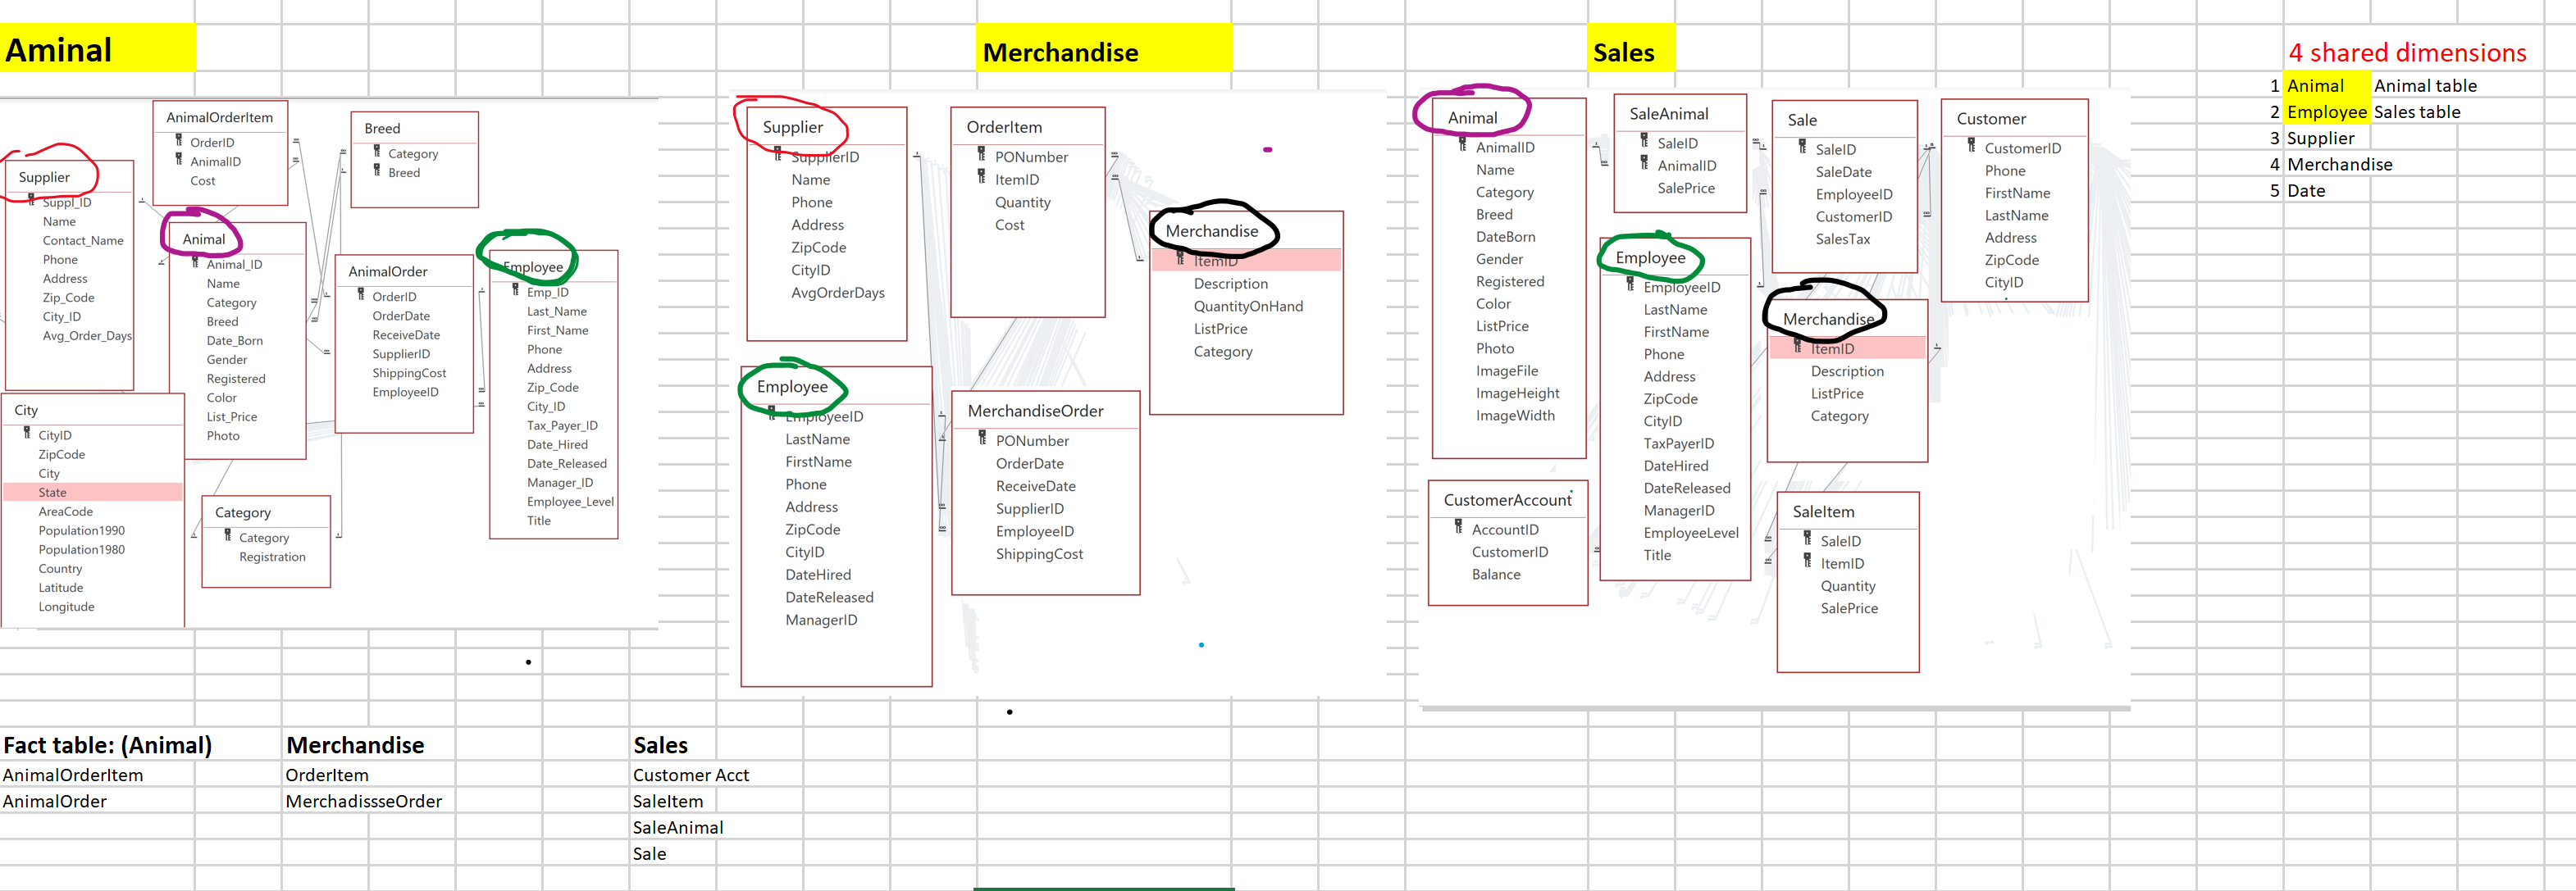 Aminal
Merchandise
Sales
4 shared dimensions
1 Animal Animal table
2 Employee Sales table
3 Supplier
4 Merchandise
5 Date
Supplier
Suppl_ID
Name
Contact_Name
Phone
Address
Zip_Code
City_ID
Avg_Order_Days
AnimalOrderItem
OrderID
AnimalID
Cost
Breed
Category
Breed
Animal
Animal_ID
Name
Category
Breed
Date_Born
Gender
Registered
Color
List_Price
Photo
AnimalOrder
OrderID
OrderDate
ReceiveDate
SupplierID
ShippingCost
EmployeeID
Employee
Emp_ID
Last_Name
First_Name
Phone
Address
Zip_Code
City_ID
Tax_Payer_ID
Date_Hired
Date_Released
Manager_ID
Employee_Level
Title
City
CityID
ZipCode
City
State
AreaCode
Population1990
Population1980
Country
Latitude
Longitude
Category
Category
Registration
Supplier
SupplierID
Name
Phone
Address
ZipCode
CityID
AvgOrderDays
OrderItem
PONumber
ItemID
Quantity
Cost
Merchandise
ItemID
Description
QuantityOnHand
ListPrice
Category
Employee
EmployeeID
LastName
FirstName
Phone
Address
ZipCode
CityID
DateHired
DateReleased
ManagerID
MerchandiseOrder
PONumber
OrderDate
ReceiveDate
SupplierID
EmployeeID
ShippingCost
Animal
AnimalID
Name
Category
Breed
DateBorn
Gender
Registered
Color
ListPrice
Photo
ImageFile
ImageHeight
ImageWidth
SaleAnimal
SaleID
AnimalID
SalePrice
Sale
SaleID
SaleDate
EmployeeID
CustomerID
SalesTax
Customer
CustomerID
Phone
FirstName
LastName
Address
ZipCode
CityID
Employee
EmployeeID
LastName
FirstName
Phone
Address
ZipCode
CityID
TaxPayerID
DateHired
DateReleased
ManagerID
EmployeeLevel
Title
Merchandise
ItemID
Description
ListPrice
Category
CustomerAccount
AccountID
CustomerID
Balance
SaleItem
SaleID
ItemID
Quantity
SalePrice
Fact table: (Animal) Merchandise Sales
AnimalOrderItem OrderItem Customer Acct
AnimalOrder MerchadissseOrder SaleItem
SaleAnimal
Sale